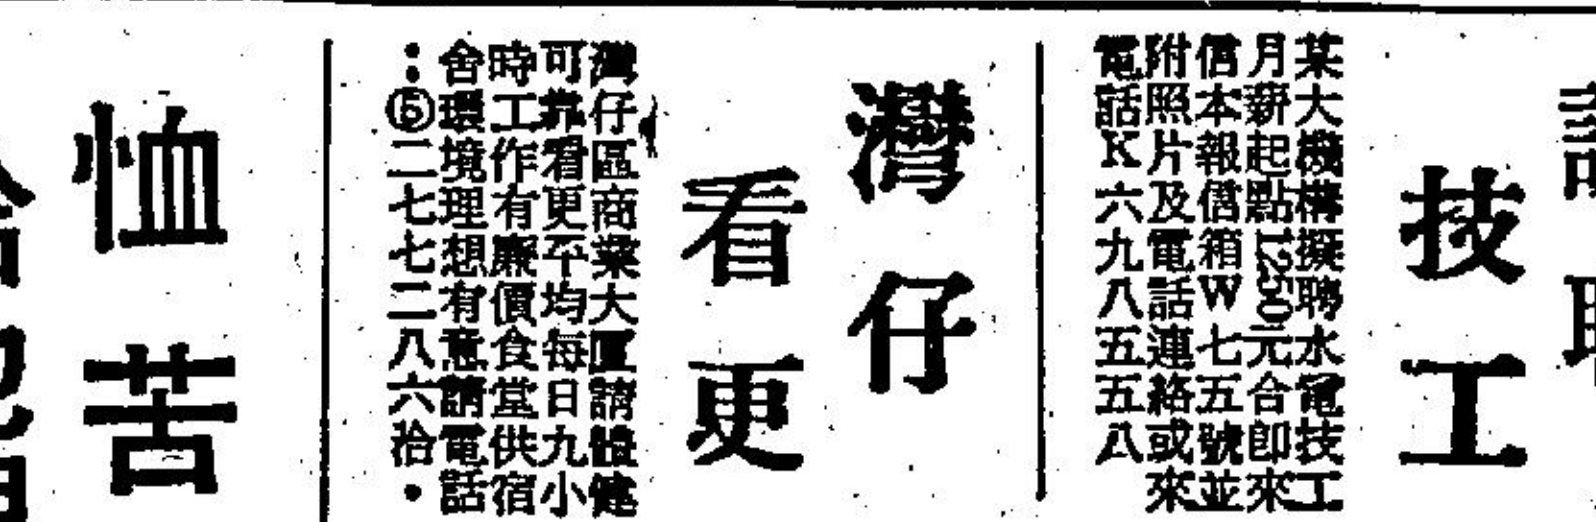 技工
某大機構擬聘水電技工
月薪起點1250元合即來
信本報信箱W七五號並
附照片及電話連絡或來
電話K六九八五五八
灣仔
看更
灣仔區商業大厦請體健
可靠看更平均每日九小
時工作有廉價食堂供宿
舍環境理想有意請電話
：⑤二七七二八六拾・
恤
苦